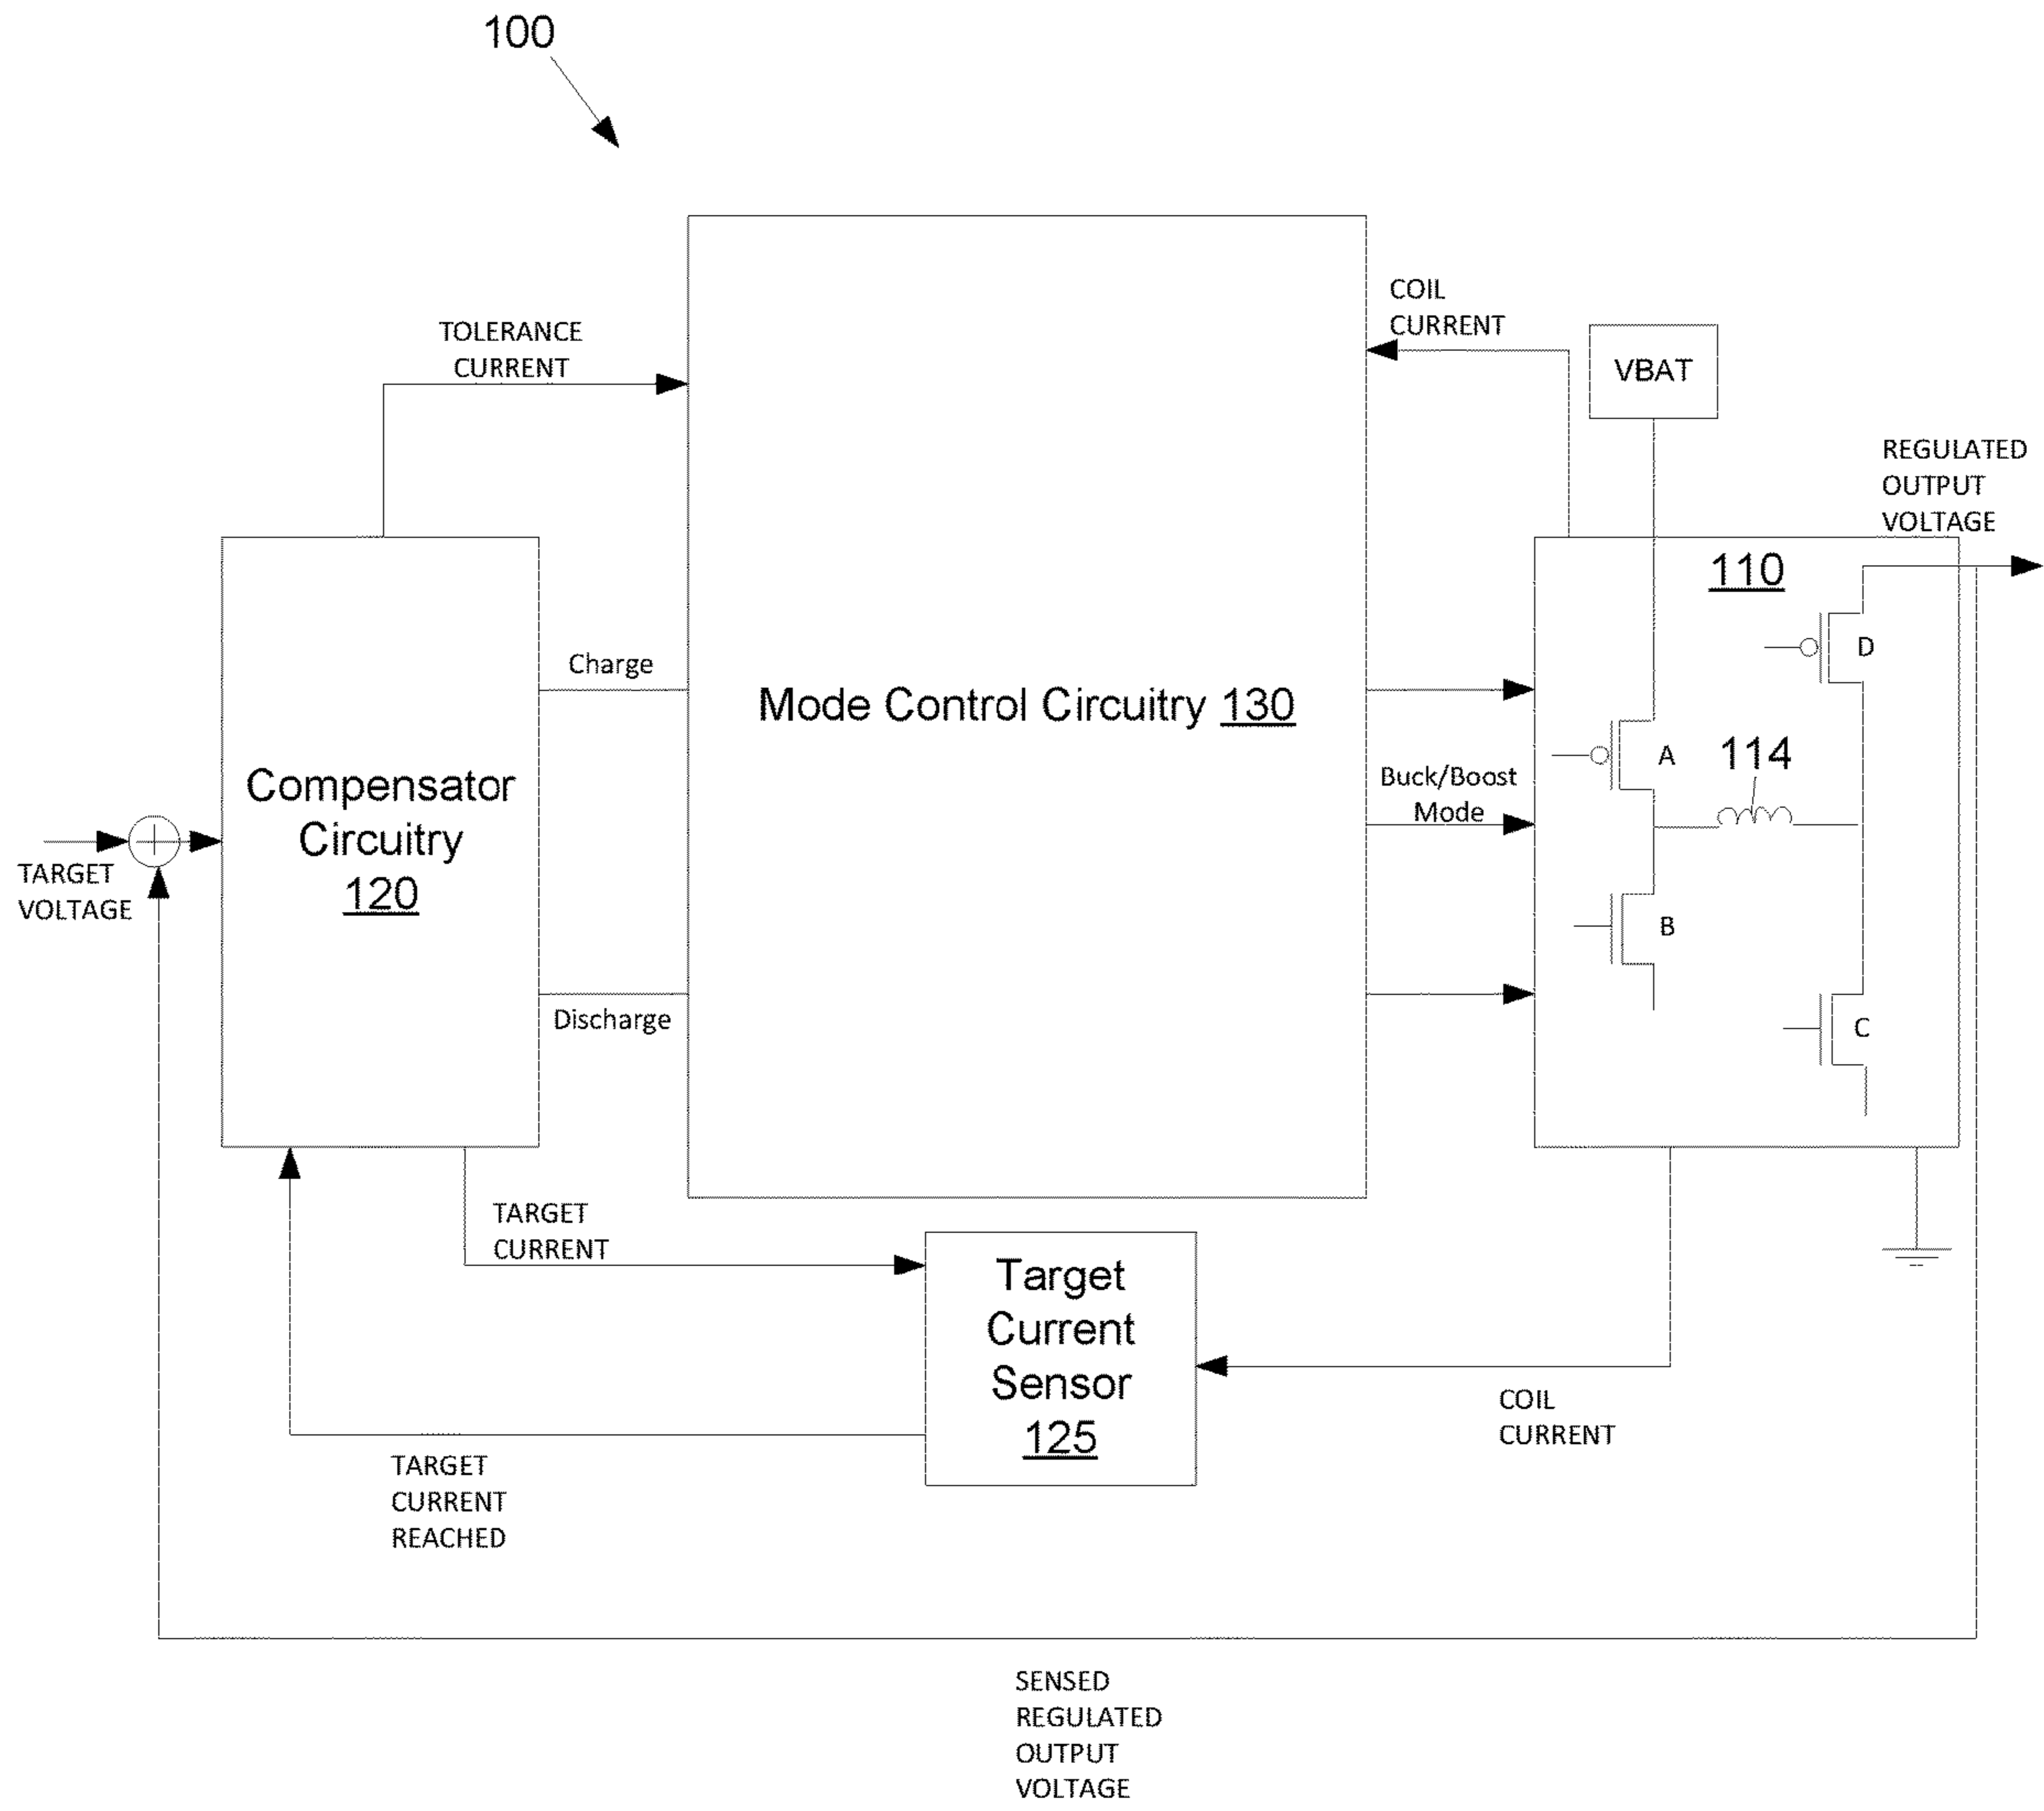 100
COIL
CURRENT
TOLERANCE
CURRENT
VBAT
REGULATED
OUTPUT
VOLTAGE
110
D
Charge
Mode Control Circuitry 130
A
114
Buck/Boost
Mode
Compensator
Circuitry
120
TARGET
VOLTAGE
B
Discharge
C
TARGET
CURRENT
Target
Current
Sensor
125
COIL
CURRENT
TARGET
CURRENT
REACHED
SENSED
REGULATED
OUTPUT
VOLTAGE